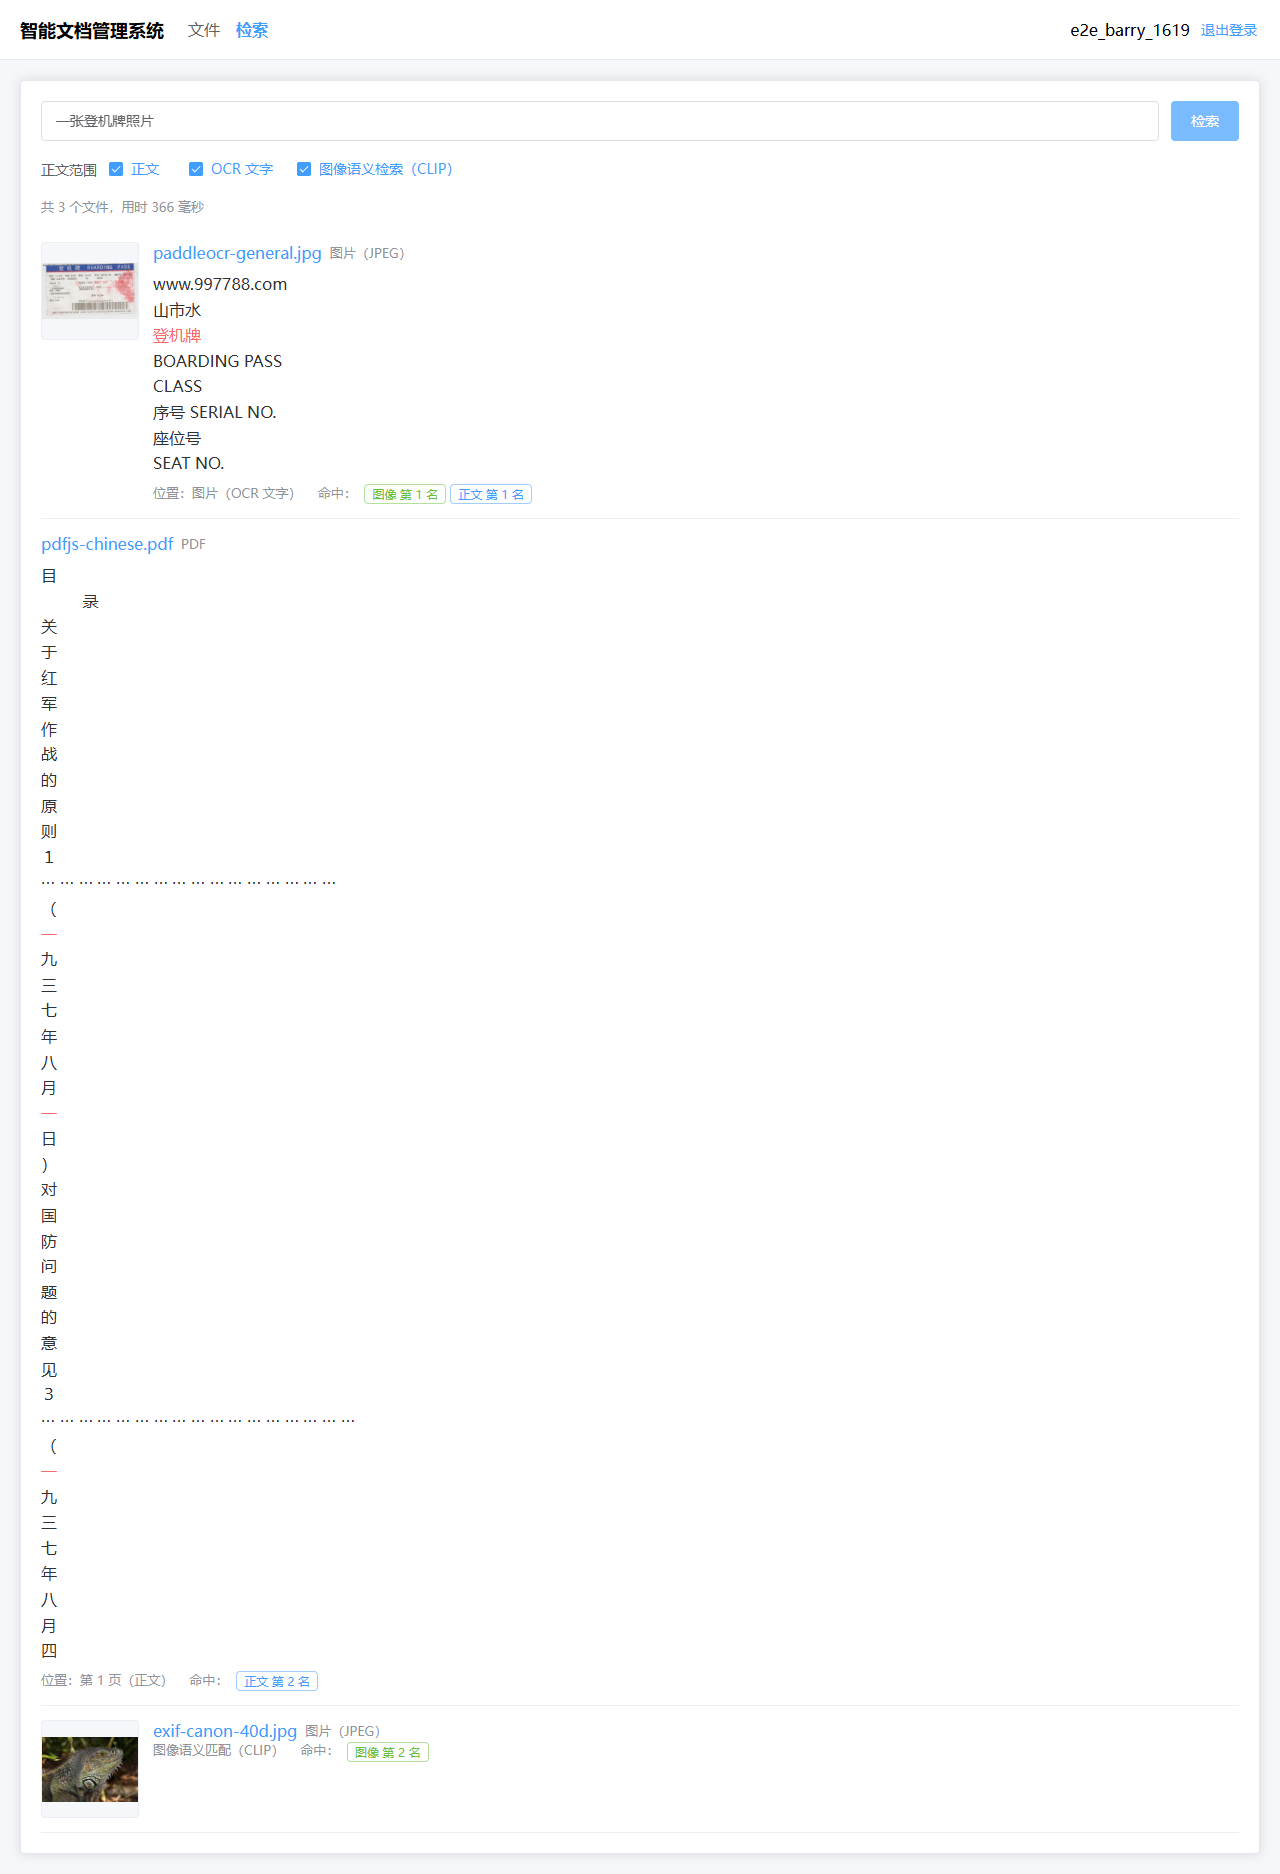 智能文档管理系统 文件 检索 e2e_barry_1619 退出登录
一张登机牌照片 检索
正文范围 正文 OCR 文字 图像语义检索（CLIP）
共 3 个文件，用时 366 毫秒
登机牌 BOARDING PASS
paddleocr-general.jpg 图片（JPEG）
www.997788.com
山市水
登机牌
BOARDING PASS
CLASS
序号 SERIAL NO.
座位号
SEAT NO.
位置：图片（OCR 文字） 命中： 图像 第 1 名 正文 第 1 名
pdfjs-chinese.pdf PDF
目
录
关
于
红
军
作
战
的
原
则
1
… … … … … … … … … … … … … … … …
（
一
九
三
七
年
八
月
一
日
）
对
国
防
问
题
的
意
见
3
… … … … … … … … … … … … … … … … …
（
一
九
三
七
年
八
月
四
位置：第 1 页（正文） 命中： 正文 第 2 名
exif-canon-40d.jpg 图片（JPEG）
图像语义匹配（CLIP） 命中： 图像 第 2 名